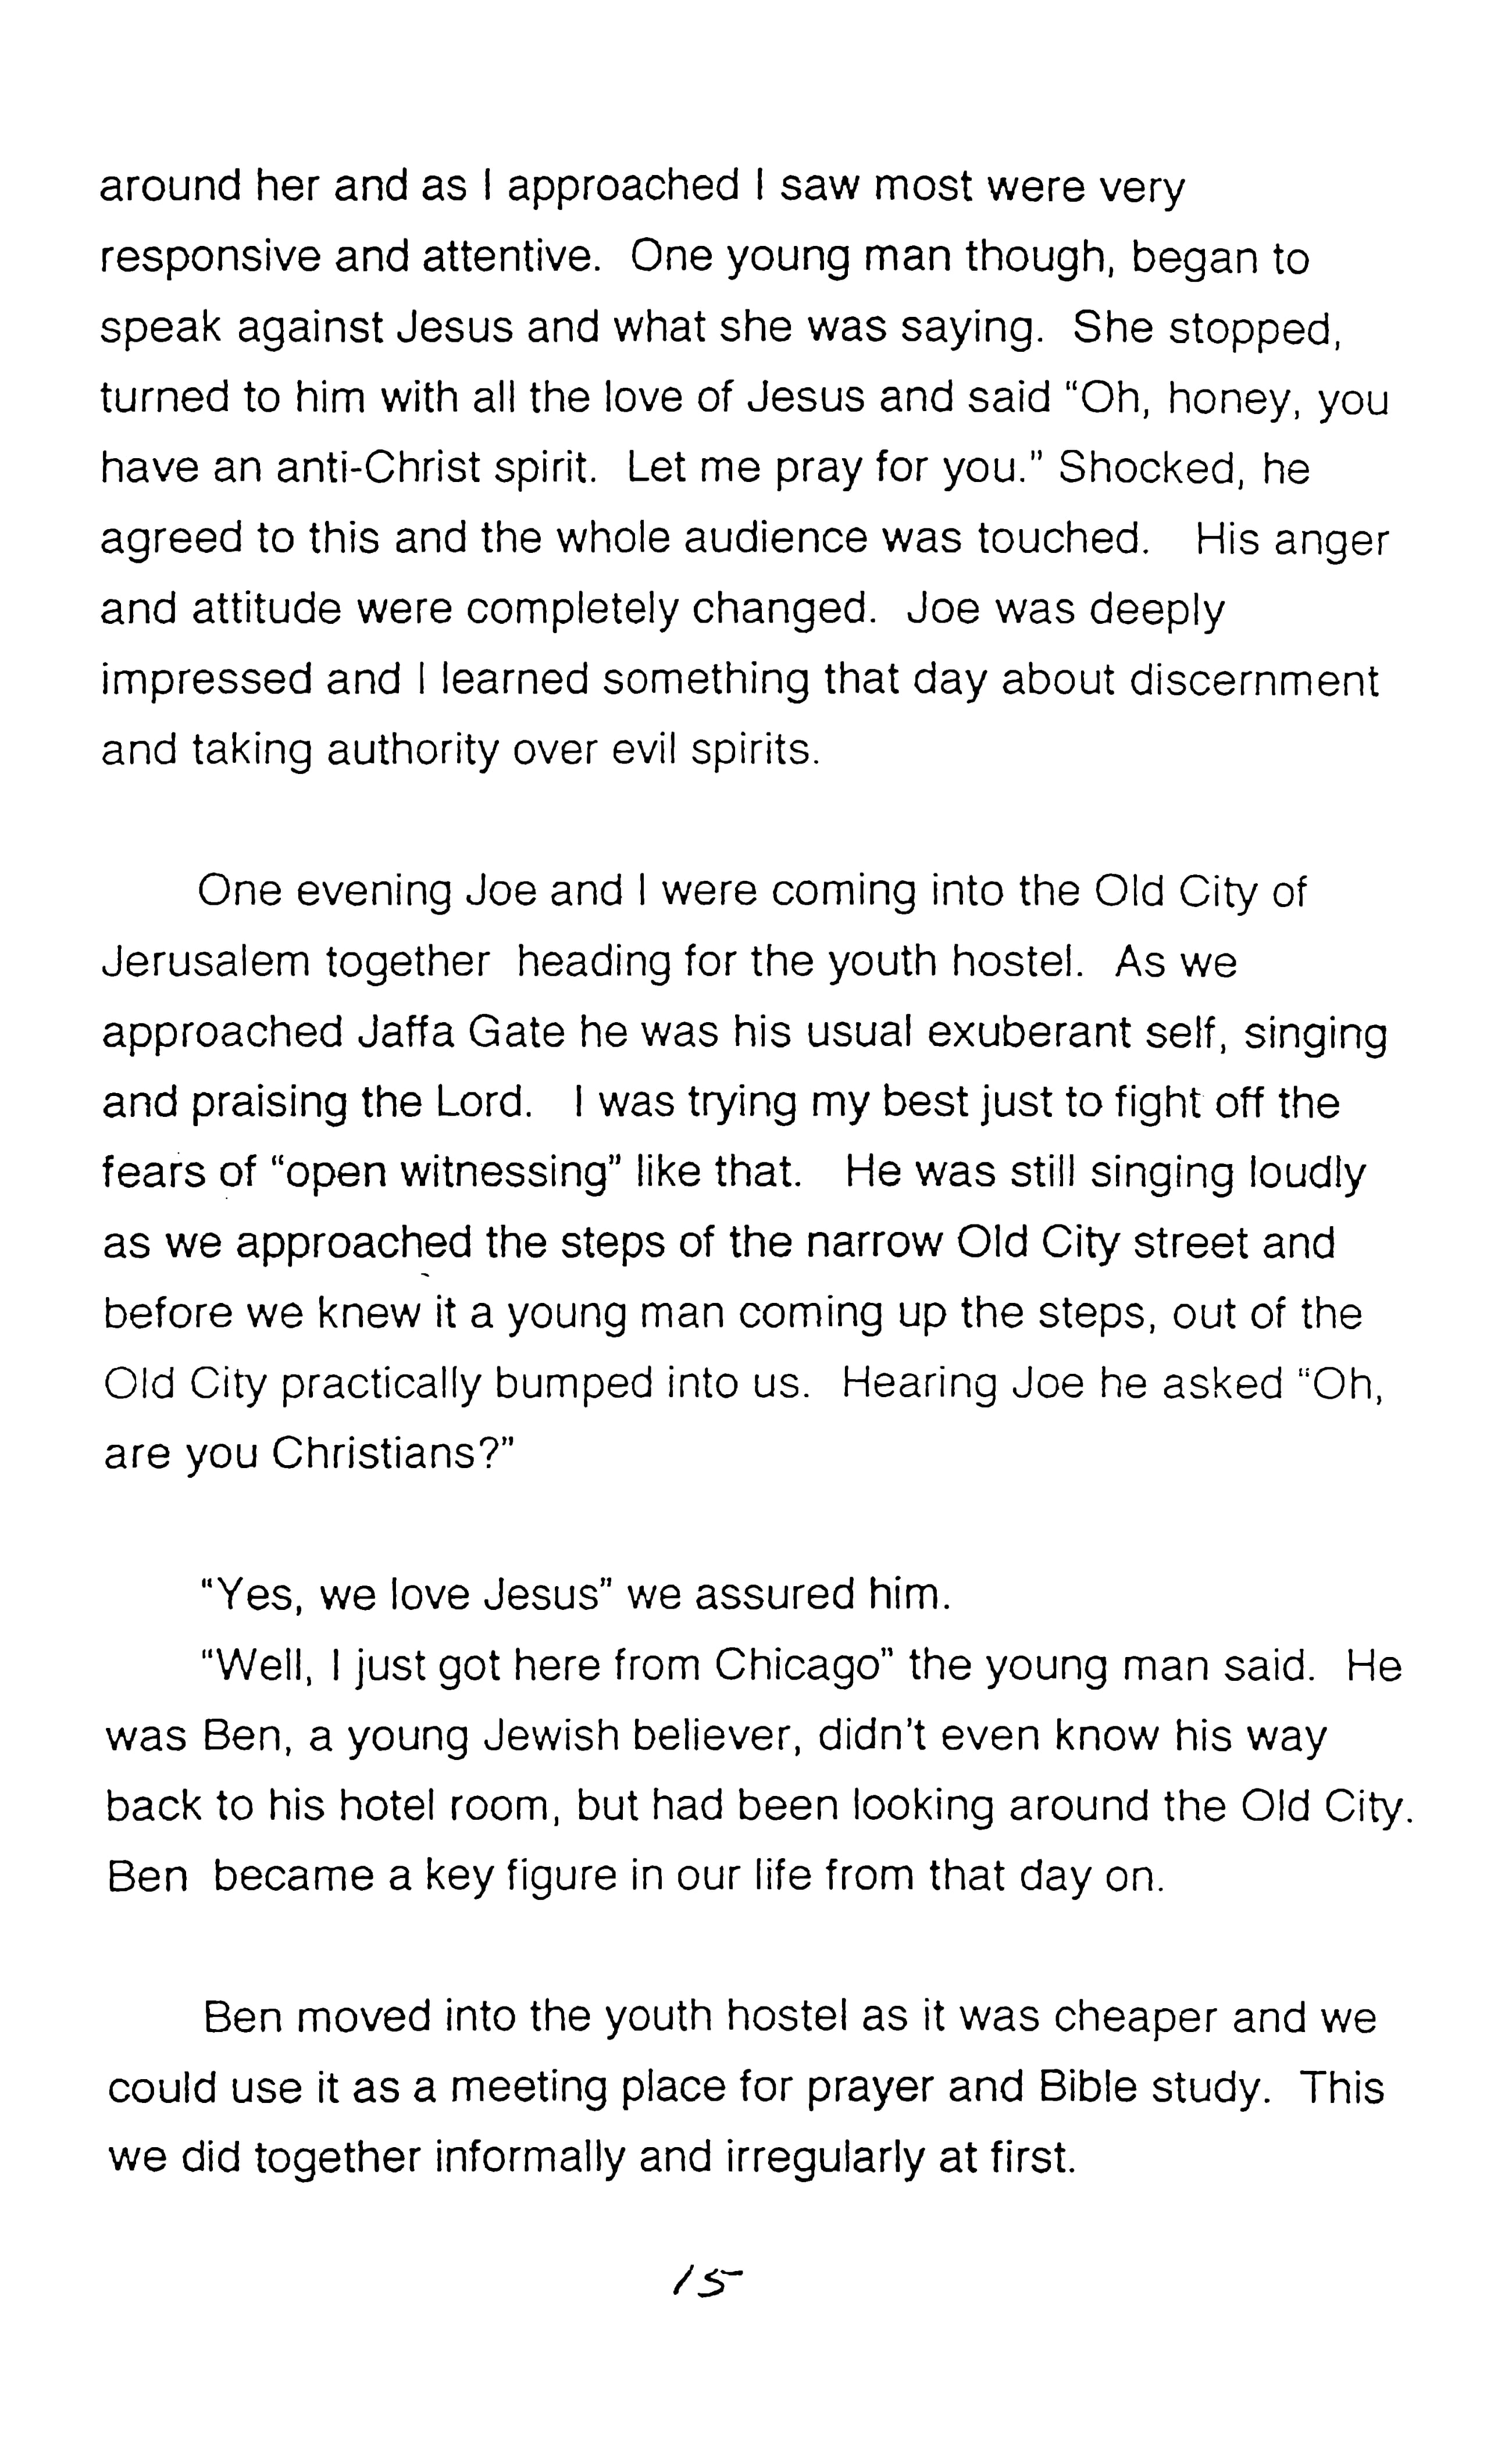 around her and as I approached I saw most were very
responsive and attentive.  One young man though, began to
speak against Jesus and what she was saying.  She stopped,
turned to him with all the love of Jesus and said "Oh, honey, you
have an anti-Christ spirit.  Let me pray for you." Shocked, he
agreed to this and the whole audience was touched.   His anger
and attitude were completely changed.  Joe was deeply
impressed and I learned something that day about discernment
and taking authority over evil spirits.

One evening Joe and I were coming into the Old City of
Jerusalem together  heading for the youth hostel.  As we
approached Jaffa Gate he was his usual exuberant self, singing
and praising the Lord.   I was trying my best just to fight off the
fears of "open witnessing" like that.   He was still singing loudly
as we approached the steps of the narrow Old City street and
before we knew it a young man coming up the steps, out of the
Old City practically bumped into us.  Hearing Joe he asked "Oh,
are you Christians?"

"Yes, we love Jesus" we assured him.
"Well, I just got here from Chicago" the young man said.  He
was Ben, a young Jewish believer, didn't even know his way
back to his hotel room, but had been looking around the Old City.
Ben  became a key figure in our life from that day on.

Ben moved into the youth hostel as it was cheaper and we
could use it as a meeting place for prayer and Bible study.  This
we did together informally and irregularly at first.

15